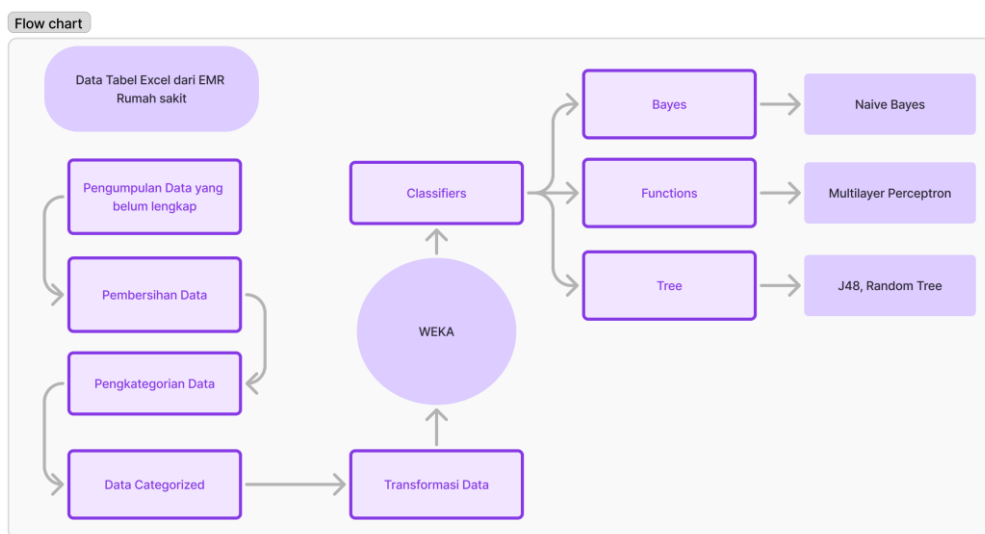 Flow chart
Data Tabel Excel dari EMR
Rumah sakit
Pengumpulan Data yang
belum lengkap
Pembersihan Data
Pengkategorian Data
Data Categorized
Transformasi Data
WEKA
Classifiers
Bayes
Naive Bayes
Functions
Multilayer Perceptron
Tree
J48, Random Tree